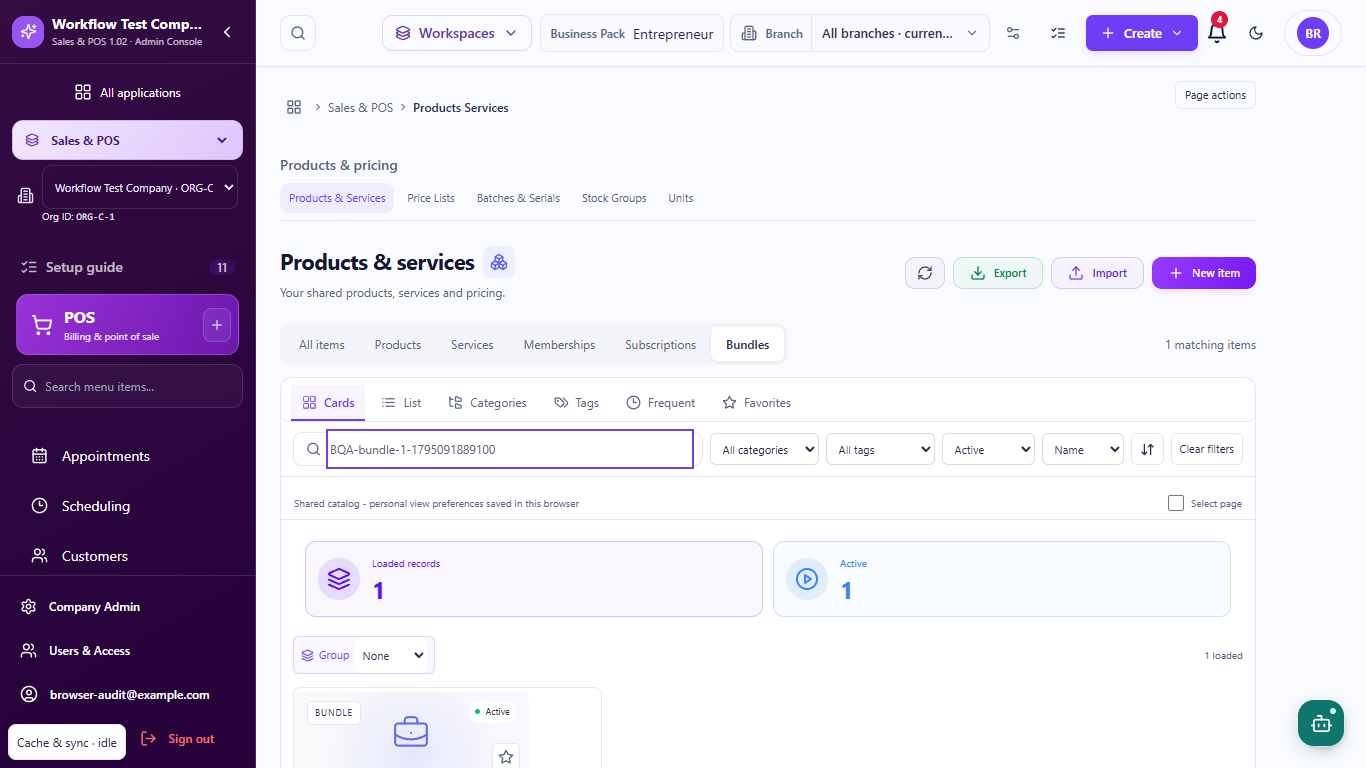 Workflow Test Comp...
Sales & POS 1.02 · Admin Console
All applications
Sales & POS
Workflow Test Company · ORG-C
Org ID: ORG-C-1
Setup guide
11
POS
Billing & point of sale
Search menu items...
Appointments
Scheduling
Customers
Company Admin
Users & Access
browser-audit@example.com
Cache & sync · idle
Sign out
Workspaces
Business Pack Entrepreneur
Branch All branches · curren...
Create
4
BR
Sales & POS
Products Services
Page actions
Products & pricing
Products & Services
Price Lists
Batches & Serials
Stock Groups
Units
Products & services
Your shared products, services and pricing.
Export
Import
New item
All items
Products
Services
Memberships
Subscriptions
Bundles
1 matching items
Cards
List
Categories
Tags
Frequent
Favorites
BQA-bundle-1-1795091889100
All categories
All tags
Active
Name
Clear filters
Shared catalog - personal view preferences saved in this browser
Select page
Loaded records
1
Active
1
Group None
1 loaded
BUNDLE
Active